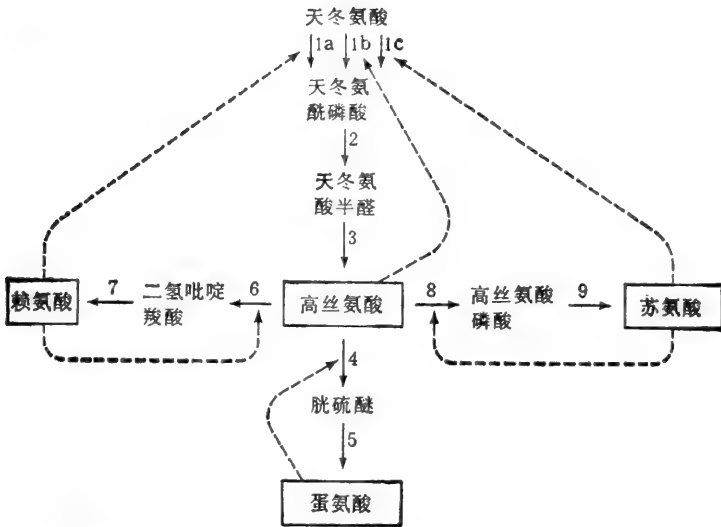 天冬氨酸
1a 1b 1c
天冬氨
酰磷酸
2
天冬氨
酸半醛
3
赖氨酸
7
二氢吡啶
羧酸
6
高丝氨酸
8
高丝氨酸
磷酸
9
苏氨酸
4
胱硫醚
5
蛋氨酸